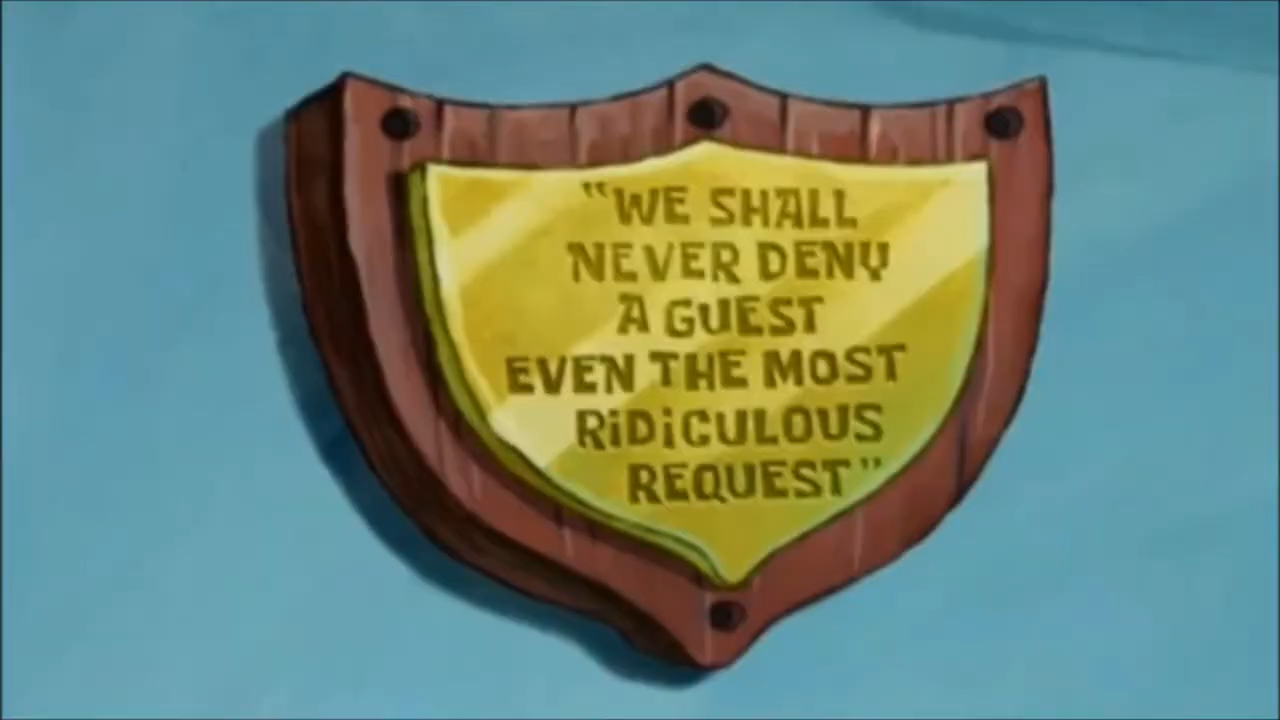 "WE SHALL
NEVER DENY
A GUEST
EVEN THE MOST
RiDiCULOUS
REQUEST"